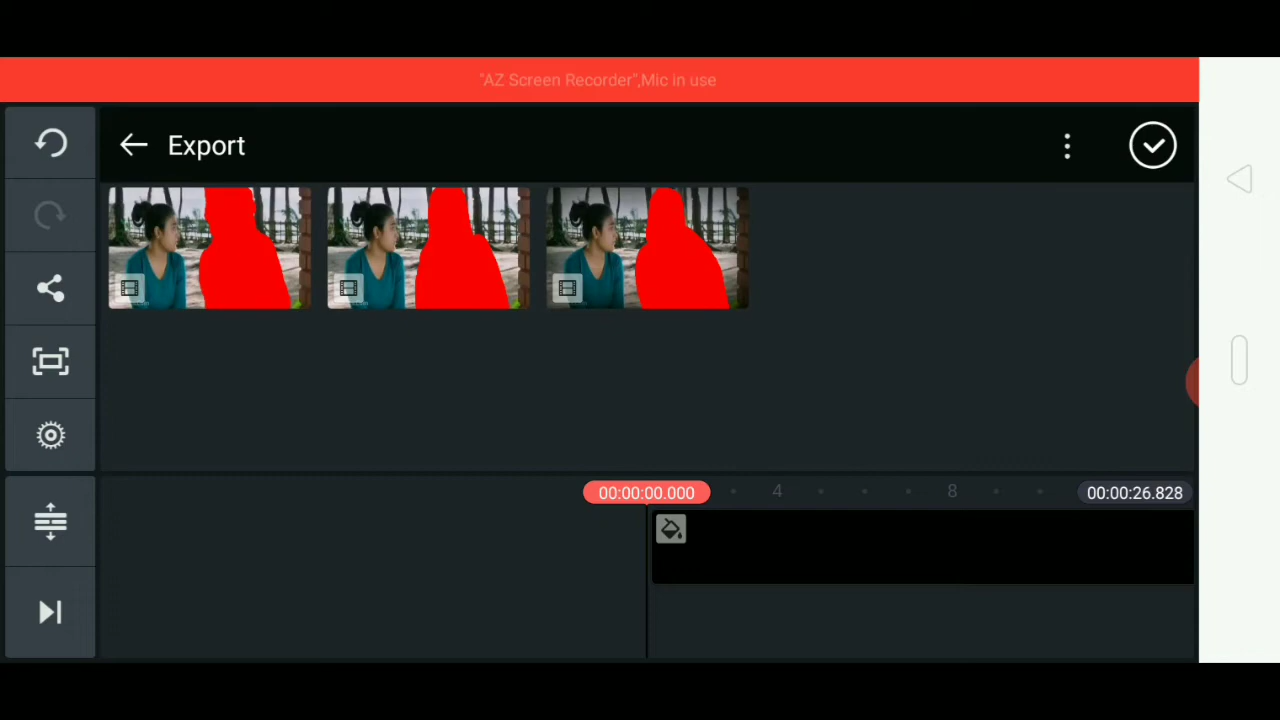 "AZ Screen Recorder",Mic in use
Export
00:00:00.000
4
8
00:00:26.828